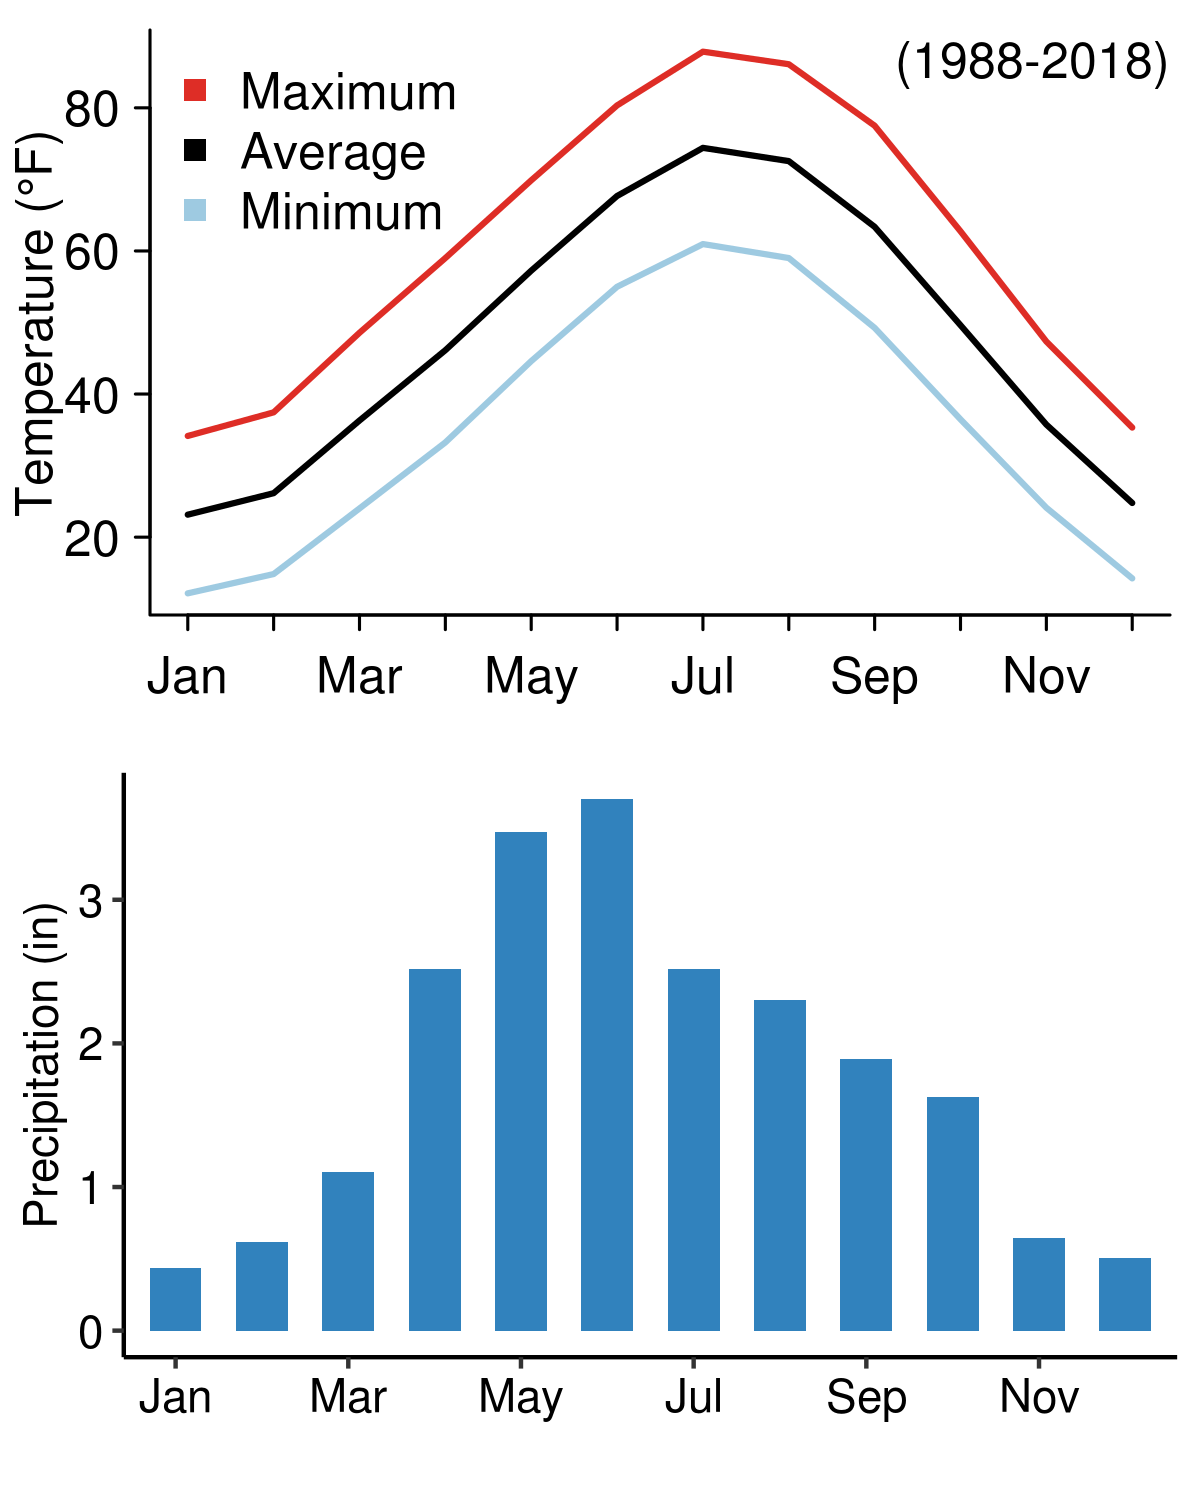 (1988-2018)
Maximum
Average
Minimum
Temperature (°F)
80
60
40
20
Jan Mar May Jul Sep Nov
Precipitation (in)
3
2
1
0
Jan Mar May Jul Sep Nov